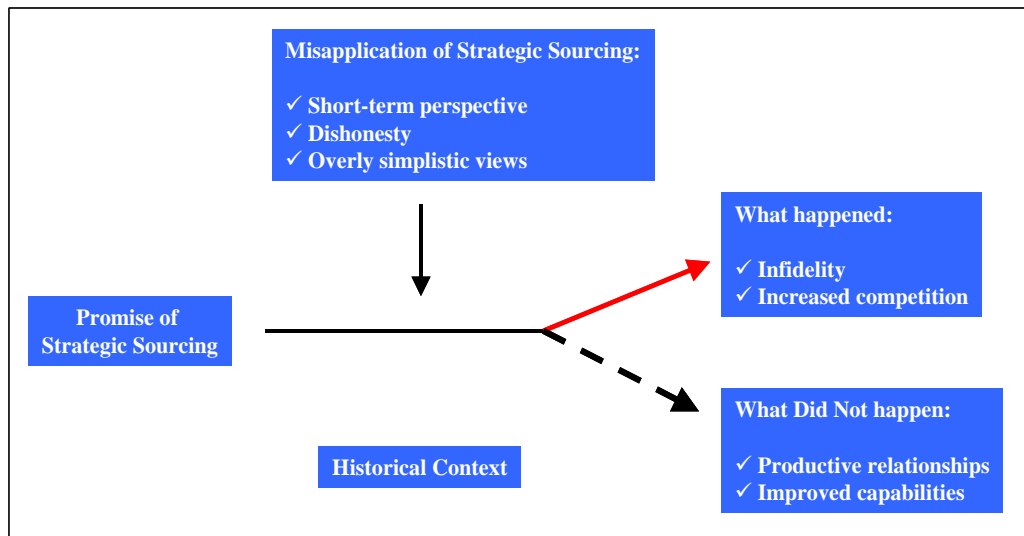 Misapplication of Strategic Sourcing:
✓ Short-term perspective
✓ Dishonesty
✓ Overly simplistic views
What happened:
✓ Infidelity
✓ Increased competition
Promise of
Strategic Sourcing
What Did Not happen:
✓ Productive relationships
✓ Improved capabilities
Historical Context